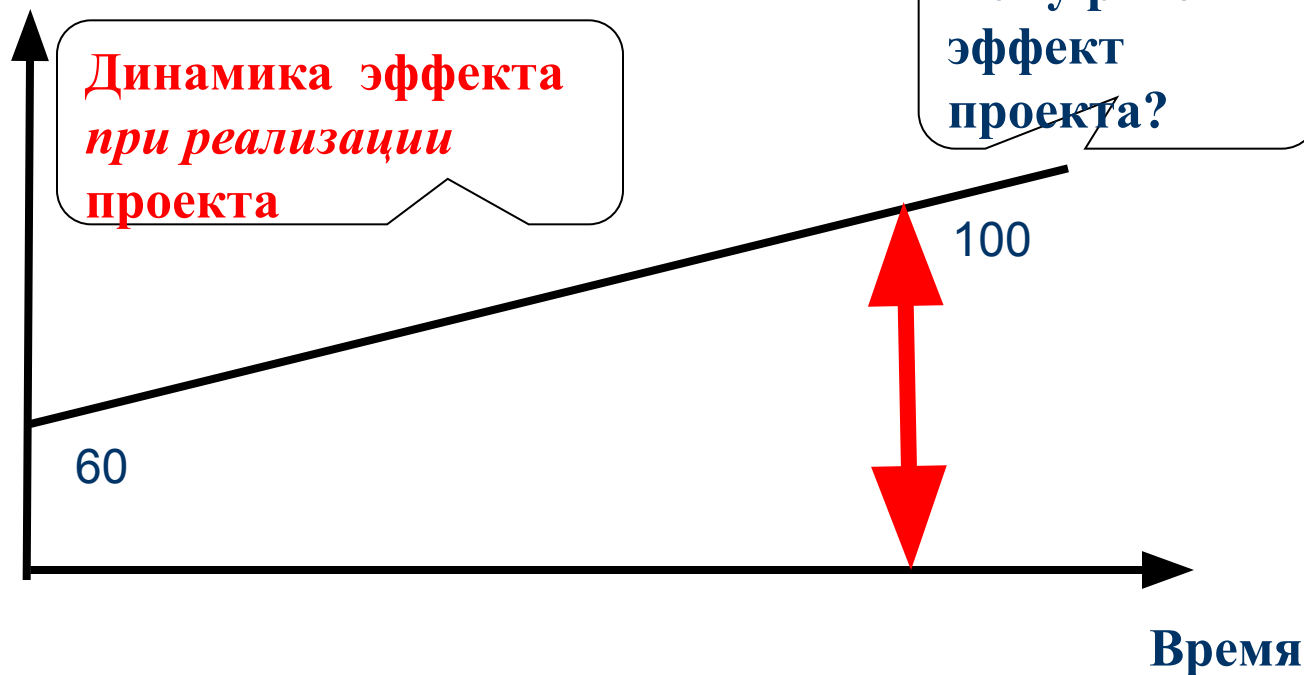 Динамика эффекта
при реализации
проекта
эффект
проекта?
100
60
Время